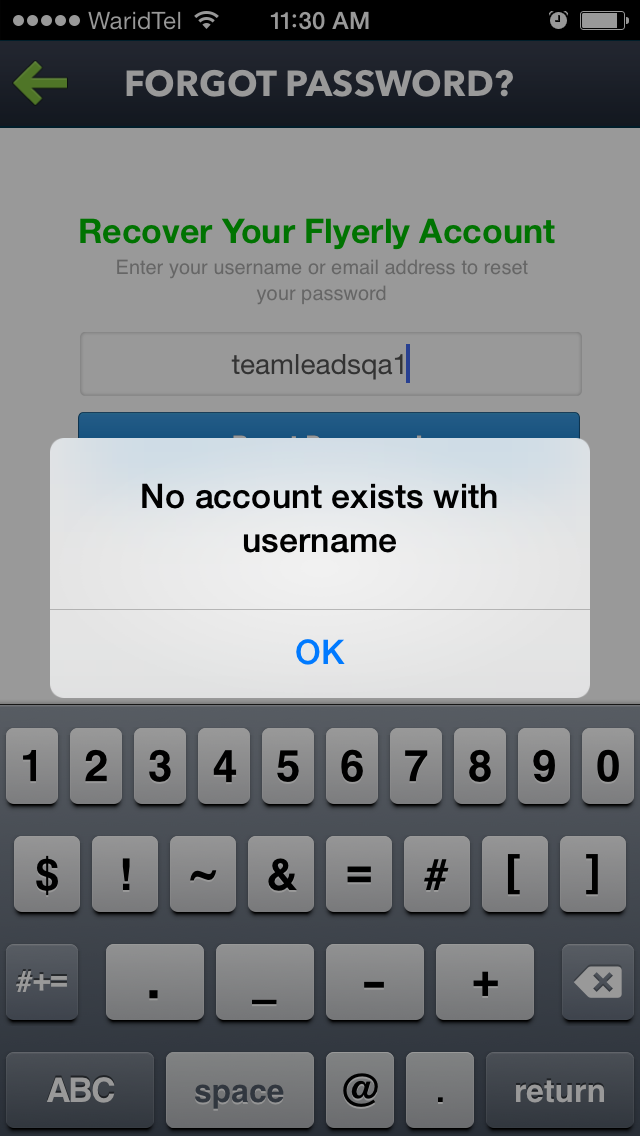 WaridTel 11:30 AM
FORGOT PASSWORD?
Recover Your Flyerly Account
Enter your username or email address to reset
your password
teamleadsqa1
No account exists with
username
OK
1 2 3 4 5 6 7 8 9 0
$ ! ~ & = # [ ]
#+= . _ - +
ABC space @ . return